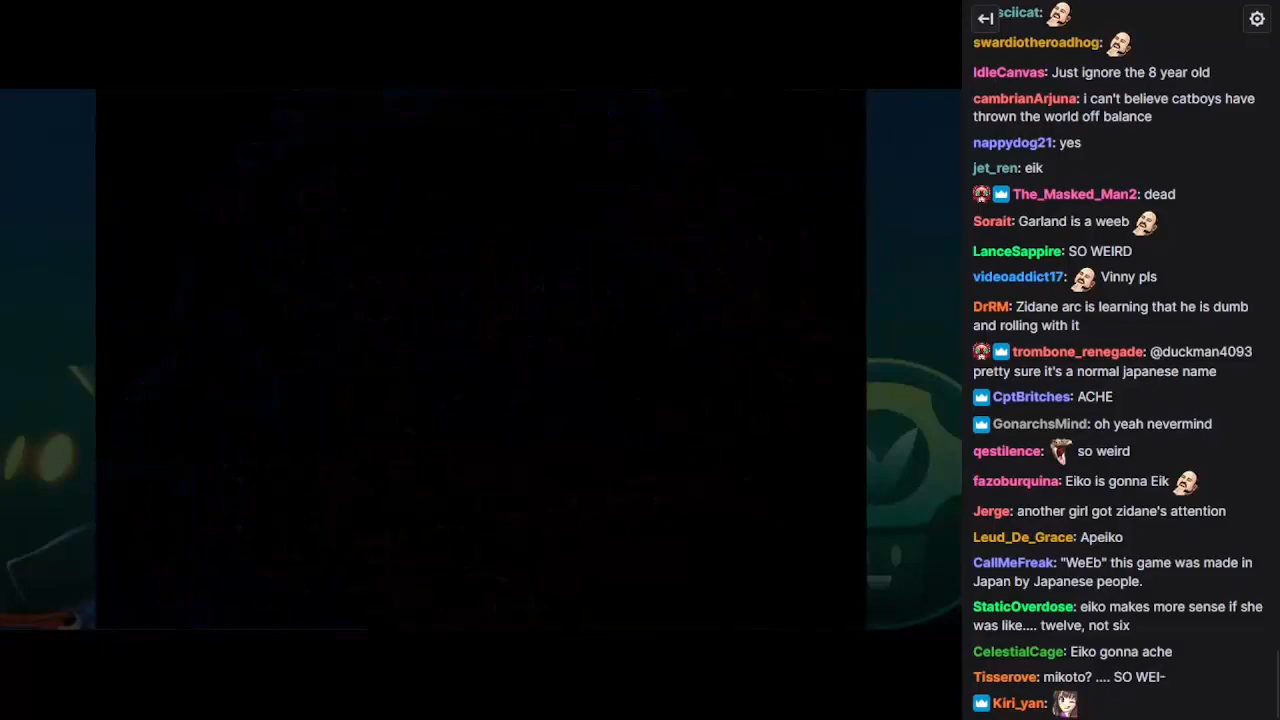 sciicat:
swardiotheroadhog:
IdleCanvas: Just ignore the 8 year old
cambrianArjuna: i can't believe catboys have
thrown the world off balance
nappydog21: yes
jet_ren: eik
The_Masked_Man2: dead
Sorait: Garland is a weeb
LanceSappire: SO WEIRD
videoaddict17: Vinny pls
DrRM: Zidane arc is learning that he is dumb
and rolling with it
trombone_renegade: @duckman4093
pretty sure it's a normal japanese name
CptBritches: ACHE
GonarchsMind: oh yeah nevermind
qestilence: so weird
fazoburquina: Eiko is gonna Eik
Jerge: another girl got zidane's attention
Leud_De_Grace: Apeiko
CallMeFreak: "WeEb" this game was made in
Japan by Japanese people.
StaticOverdose: eiko makes more sense if she
was like.... twelve, not six
CelestialCage: Eiko gonna ache
Tisserove: mikoto? .... SO WEI-
Kiri_yan: